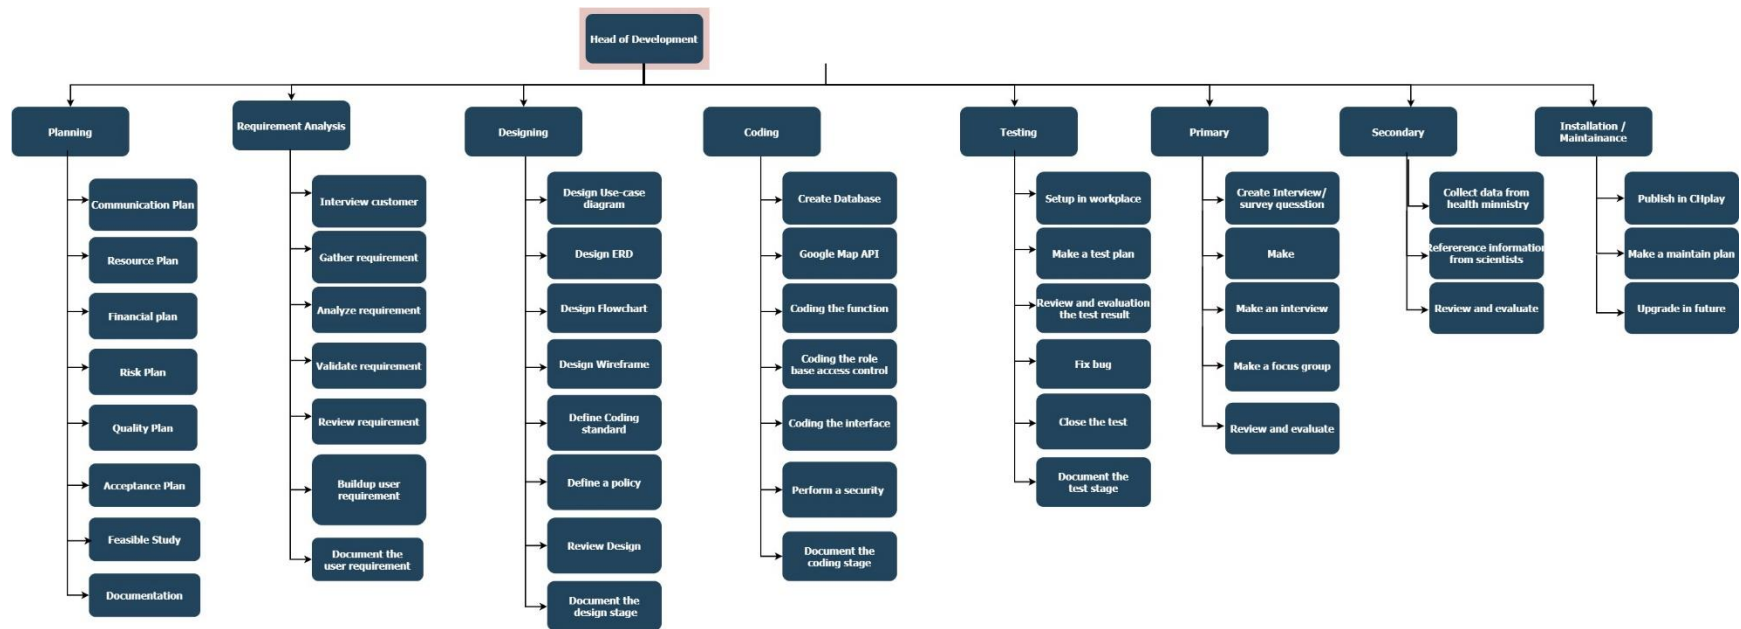 Head of Development
Planning
Communication Plan
Resource Plan
Financial plan
Risk Plan
Quality Plan
Acceptance Plan
Feasible Study
Documentation
Requirement Analysis
Interview customer
Gather requirement
Analyze requirement
Validate requirement
Review requirement
Buildup user
requirement
Document the
user requirement
Designing
Design Use-case
diagram
Design ERD
Design Flowchart
Design Wireframe
Define Coding
standard
Define a policy
Review Design
Document the
design stage
Coding
Create Database
Google Map API
Coding the function
Coding the role
base access control
Coding the interface
Perform a security
Document the
coding stage
Testing
Setup in workplace
Make a test plan
Review and evaluation
the test result
Fix bug
Close the test
Document the
test stage
Primary
Create Interview/
survey quesstion
Make
Make an interview
Make a focus group
Review and evaluate
Secondary
Collect data from
health minnistry
Refererence information
from scientists
Review and evaluate
Installation /
Maintainance
Publish in CHplay
Make a maintain plan
Upgrade in future